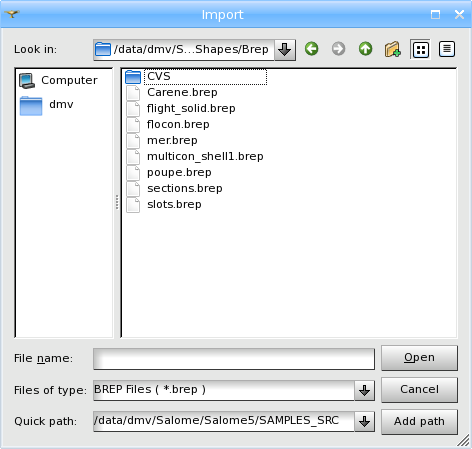 Import
Look in: /data/dmv/S...Shapes/Brep
Computer
dmv
CVS
Carene.brep
flight_solid.brep
flocon.brep
mer.brep
multicon_shell1.brep
poupe.brep
sections.brep
slots.brep
File name: Open
Files of type: BREP Files ( *.brep ) Cancel
Quick path: /data/dmv/Salome/Salome5/SAMPLES_SRC Add path